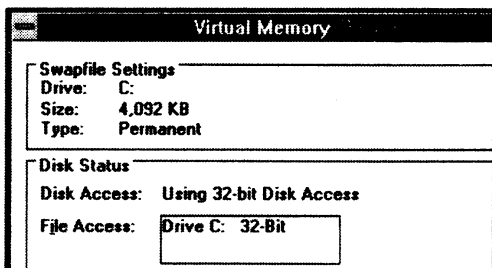 Virtual Memory
Swapfile Settings
Drive: C:
Size: 4,092 KB
Type: Permanent
Disk Status
Disk Access: Using 32-bit Disk Access
File Access: Drive C: 32-Bit